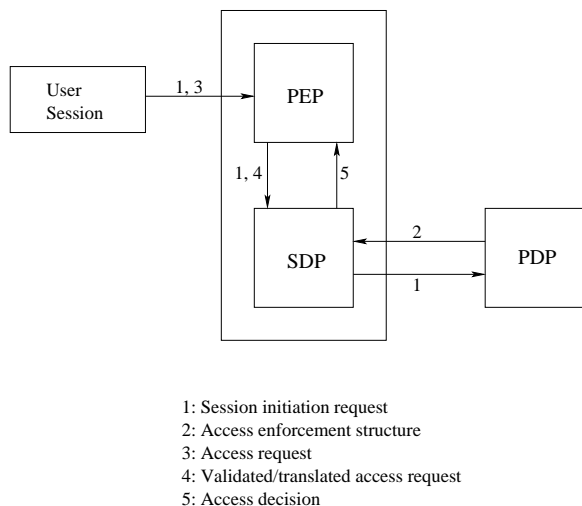 User
Session
1, 3
PEP
1, 4
5
SDP
2
1
PDP
1: Session initiation request
2: Access enforcement structure
3: Access request
4: Validated/translated access request
5: Access decision